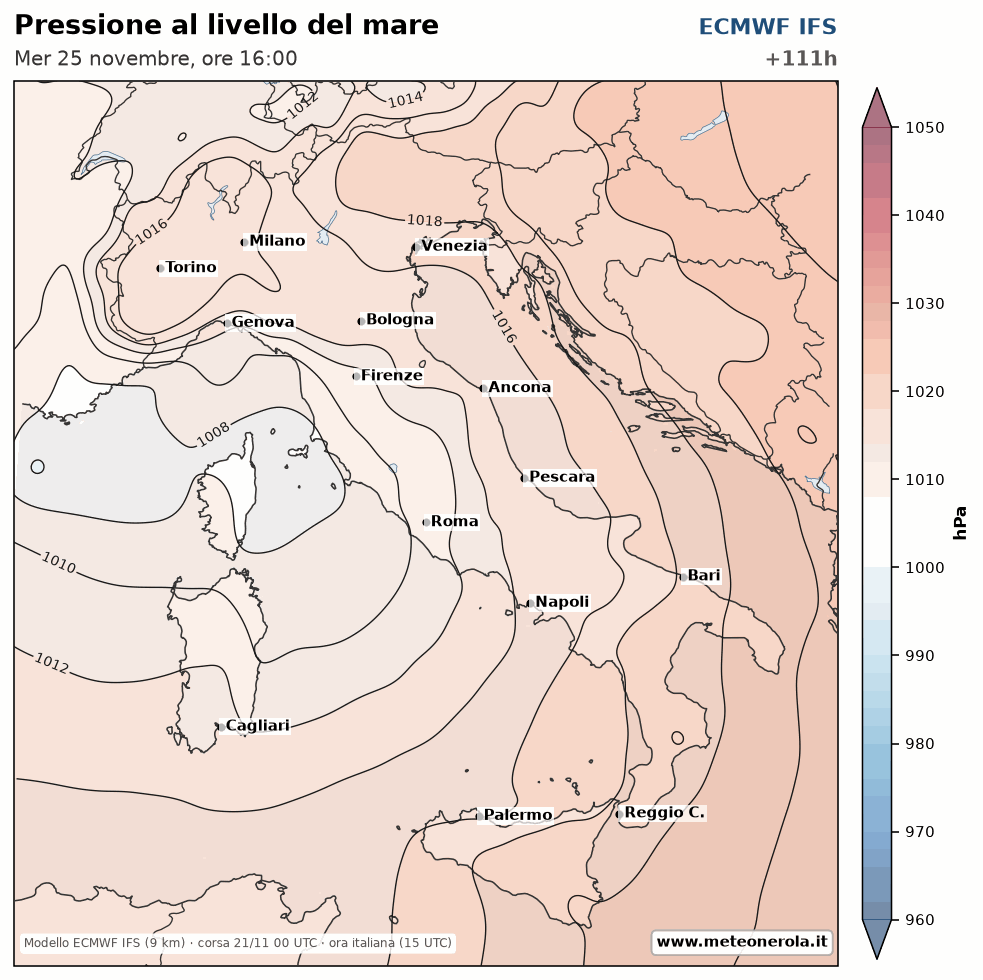 Pressione al livello del mare
ECMWF IFS
Mer 25 novembre, ore 16:00
+111h
1012
1014
1016
1018
Milano
Venezia
Torino
Genova
Bologna
1016
Firenze
Ancona
1008
Pescara
Roma
1010
Bari
Napoli
1012
Cagliari
Palermo
Reggio C.
Modello ECMWF IFS (9 km) · corsa 21/11 00 UTC · ora italiana (15 UTC)
www.meteonerola.it
1050
1040
1030
1020
1010
1000
990
980
970
960
hPa